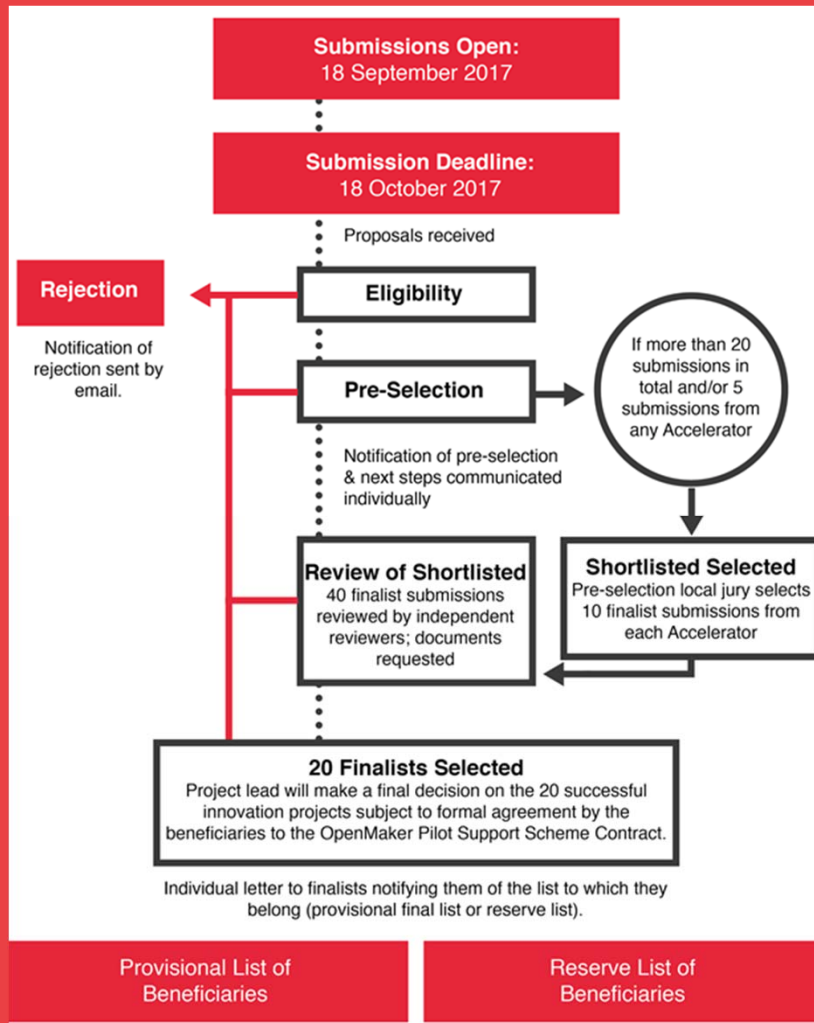 Submissions Open:
18 September 2017
Submission Deadline:
18 October 2017
Proposals received
Rejection
Notification of
rejection sent by
email.
Eligibility
Pre-Selection
If more than 20
submissions in
total and/or 5
submissions from
any Accelerator
Notification of pre-selection
& next steps communicated
individually
Review of Shortlisted
40 finalist submissions
reviewed by independent
reviewers; documents
requested
Shortlisted Selected
Pre-selection local jury selects
10 finalist submissions from
each Accelerator
20 Finalists Selected
Project lead will make a final decision on the 20 successful
innovation projects subject to formal agreement by the
beneficiaries to the OpenMaker Pilot Support Scheme Contract.
Individual letter to finalists notifying them of the list to which they
belong (provisional final list or reserve list).
Provisional List of
Beneficiaries
Reserve List of
Beneficiaries